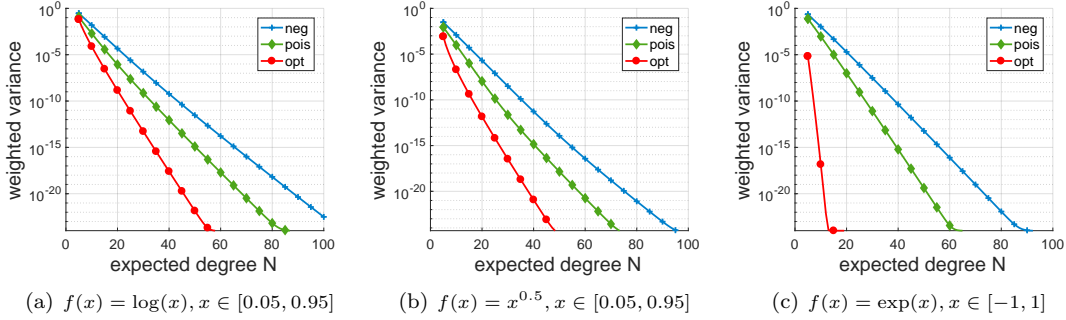 weighted variance
10^0
10^-5
10^-10
10^-15
10^-20
neg
pois
opt
0 20 40 60 80 100
expected degree N
(a) f(x) = log(x), x ∈ [0.05, 0.95]
weighted variance
10^0
10^-5
10^-10
10^-15
10^-20
neg
pois
opt
0 20 40 60 80 100
expected degree N
(b) f(x) = x^0.5, x ∈ [0.05, 0.95]
weighted variance
10^0
10^-5
10^-10
10^-15
10^-20
neg
pois
opt
0 20 40 60 80 100
expected degree N
(c) f(x) = exp(x), x ∈ [−1, 1]